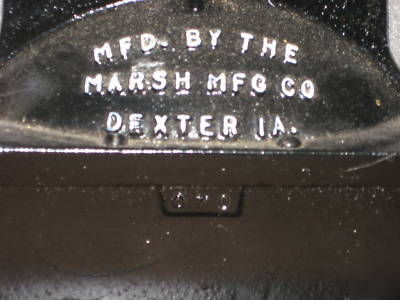 MFD. BY THE
MARSH MFG CO
DEXTER IA.